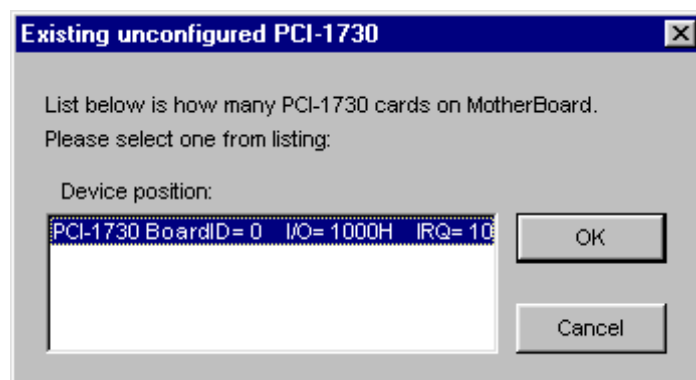 Existing unconfigured PCI-1730
List below is how many PCI-1730 cards on MotherBoard.
Please select one from listing:
Device position:
PCI-1730 BoardID= 0 I/O= 1000H IRQ= 10
OK
Cancel